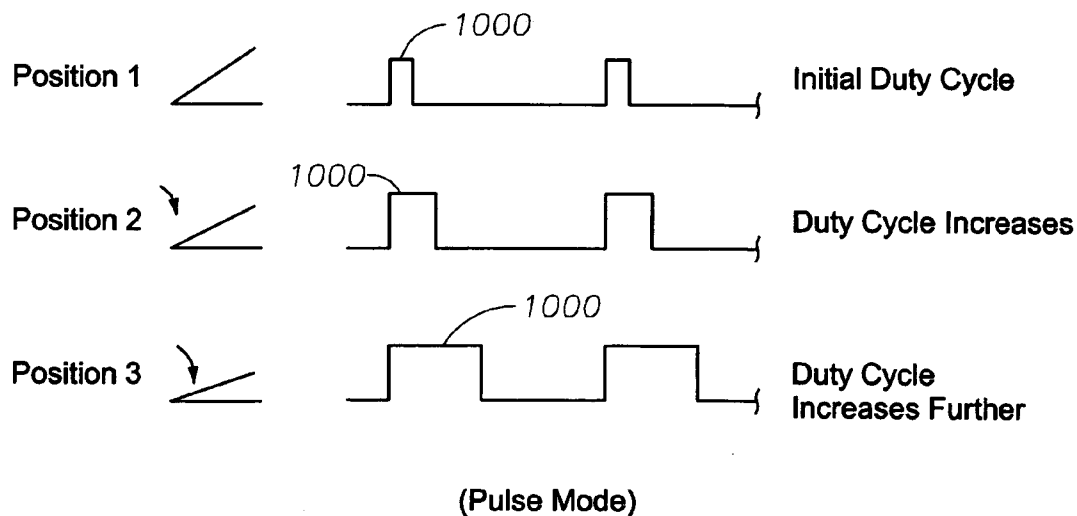 1000
Position 1
Initial Duty Cycle
1000
Position 2
Duty Cycle Increases
1000
Position 3
Duty Cycle
Increases Further
(Pulse Mode)